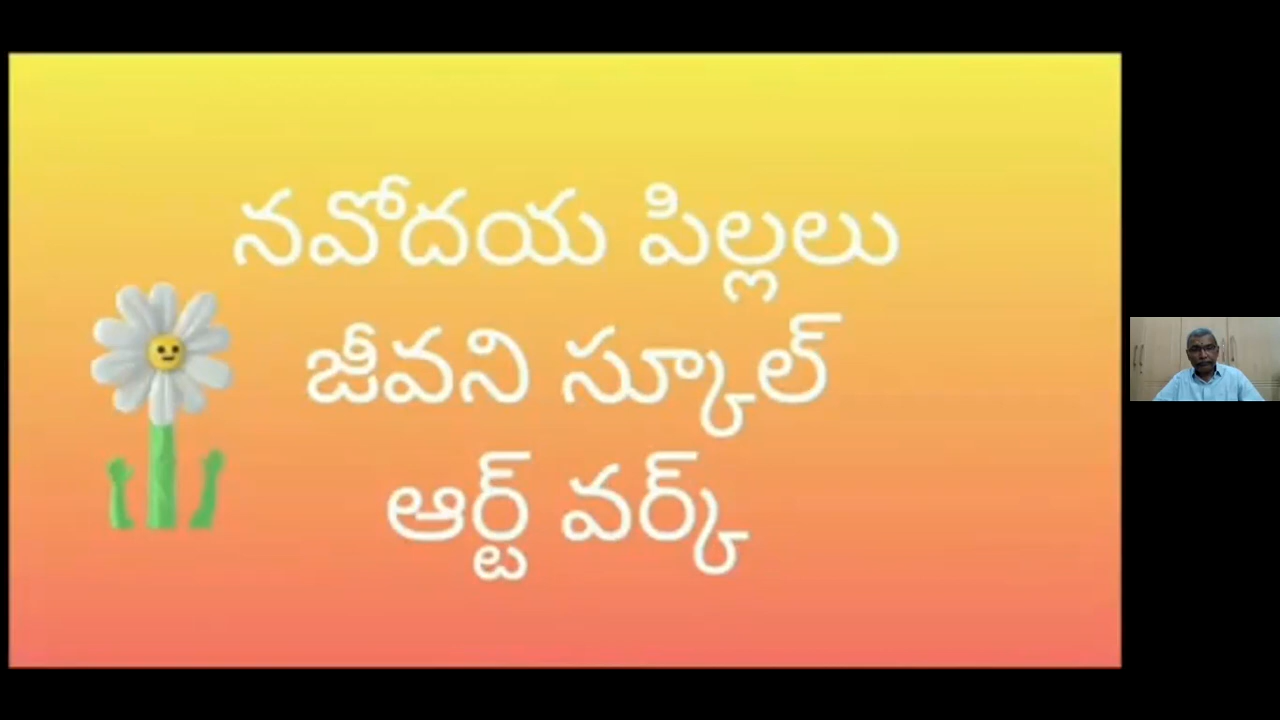 నవోదయ పిల్లలు
జీవని స్కూల్
ఆర్ట్ వర్క్